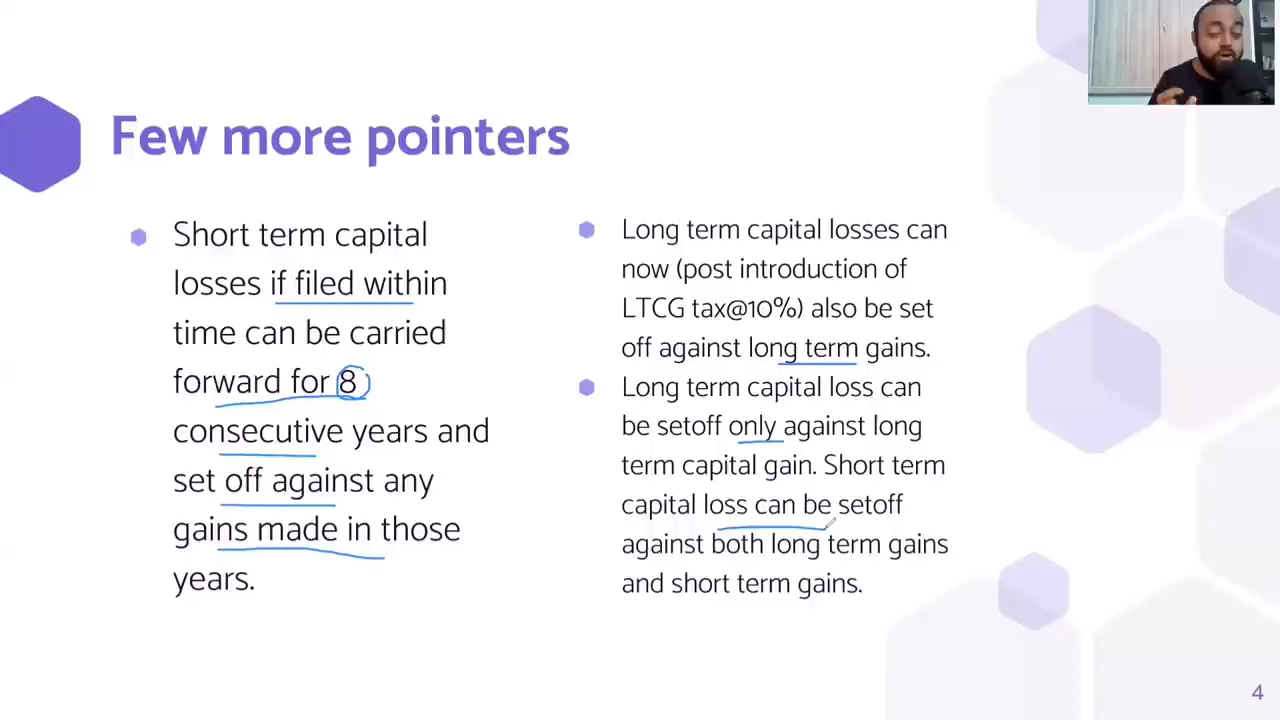 Few more pointers
Short term capital
losses if filed within
time can be carried
forward for 8
consecutive years and
set off against any
gains made in those
years.
Long term capital losses can
now (post introduction of
LTCG tax@10%) also be set
off against long term gains.
Long term capital loss can
be setoff only against long
term capital gain. Short term
capital loss can be setoff
against both long term gains
and short term gains.
4